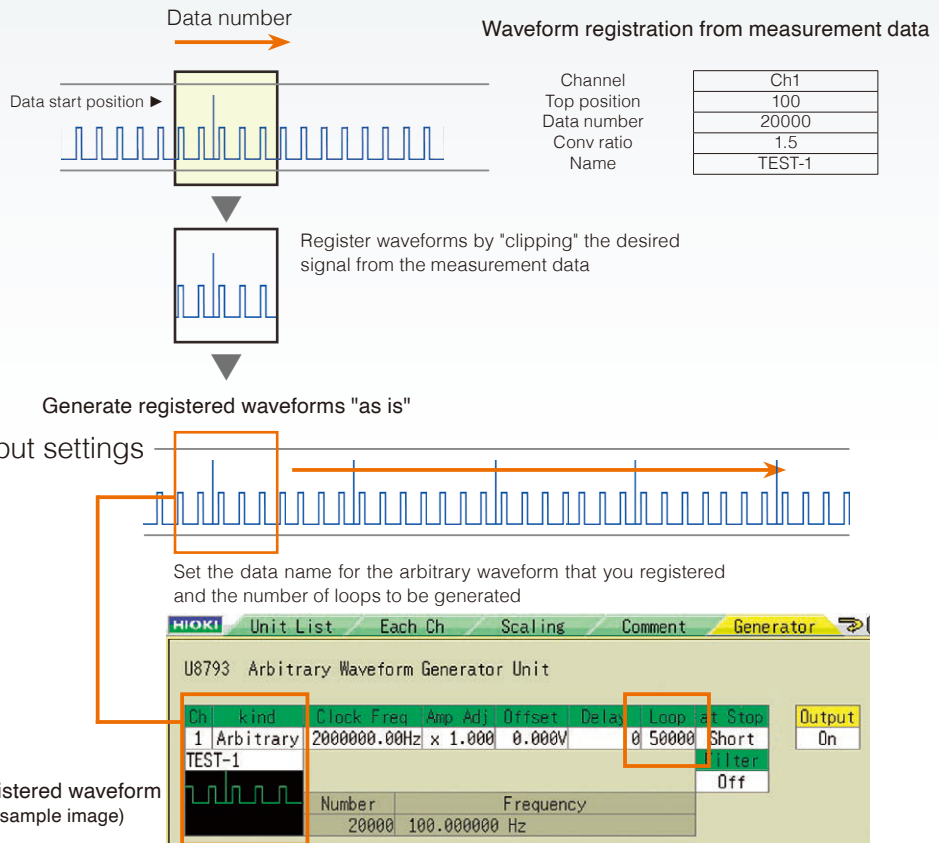 Data number
Waveform registration from measurement data
Data start position ►
Channel Ch1
Top position 100
Data number 20000
Conv ratio 1.5
Name TEST-1
Register waveforms by "clipping" the desired
signal from the measurement data
Generate registered waveforms "as is"
put settings
Set the data name for the arbitrary waveform that you registered
and the number of loops to be generated
HIOKI Unit List Each Ch Scaling Comment Generator
U8793 Arbitrary Waveform Generator Unit
Ch kind Clock Freq Amp Adj Offset Delay Loop at Stop Output
1 Arbitrary 2000000.00Hz x 1.000 0.000V 0 50000 Short On
TEST-1 Filter
Off
istered waveform
sample image)
Number Frequency
20000 100.000000 Hz